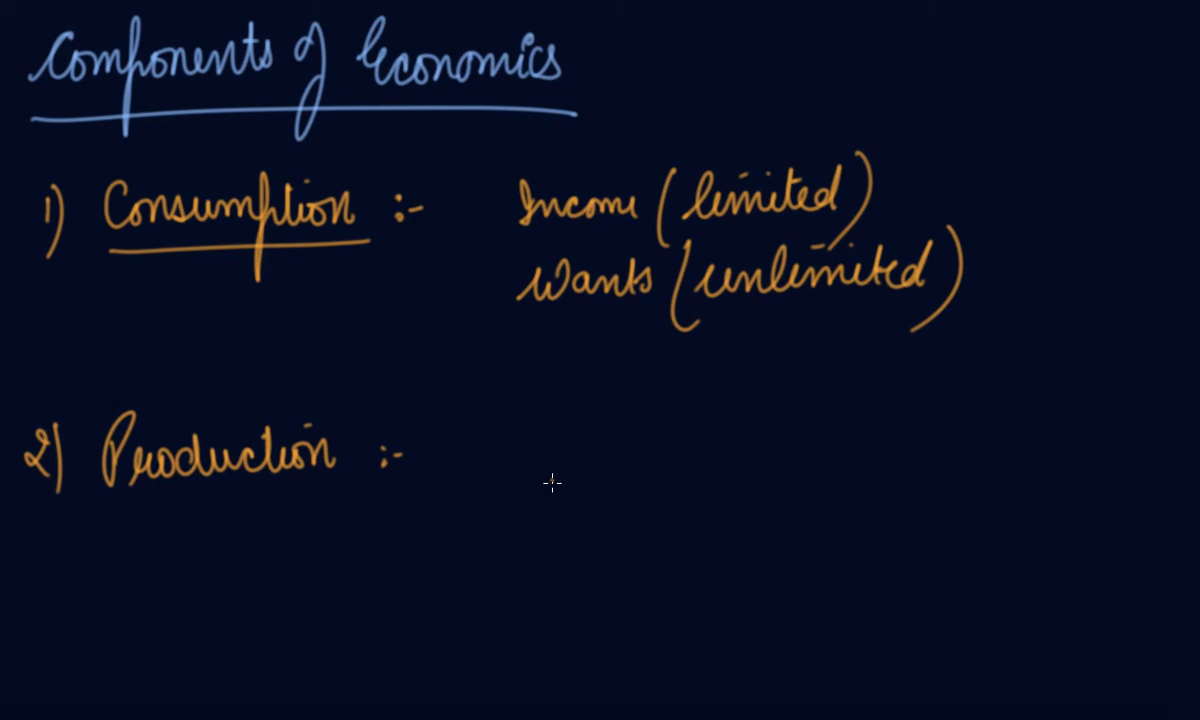 Components of Economics
1) Consumption :- Income (limited)
Wants (unlimited)
2) Production :-